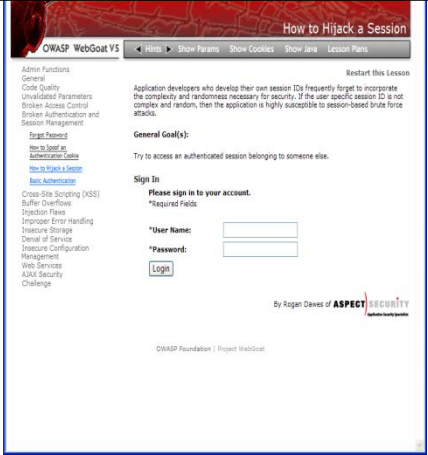 How to Hijack a Session
OWASP WebGoat V5
Hints Show Params Show Cookies Show Java Lesson Plans
Admin Functions
General
Code Quality
Unvalidated Parameters
Broken Access Control
Broken Authentication and
Session Management
Forgot Password
How to Spoof an
Authentication Cookie
How to Hijack a Session
Basic Authentication
Cross-Site Scripting (XSS)
Buffer Overflows
Injection Flaws
Improper Error Handling
Insecure Storage
Denial of Service
Insecure Configuration
Management
Web Services
AJAX Security
Challenge
Restart this Lesson
Application developers who develop their own session IDs frequently forget to incorporate
the complexity and randomness necessary for security. If the user specific session ID is not
complex and random, then the application is highly susceptible to session-based brute force
attacks.
General Goal(s):
Try to access an authenticated session belonging to someone else.
Sign In
Please sign in to your account.
*Required Fields
*User Name:
*Password:
Login
By Rogan Dawes of ASPECT SECURITY
Application Security Specialists
OWASP Foundation | Project WebGoat